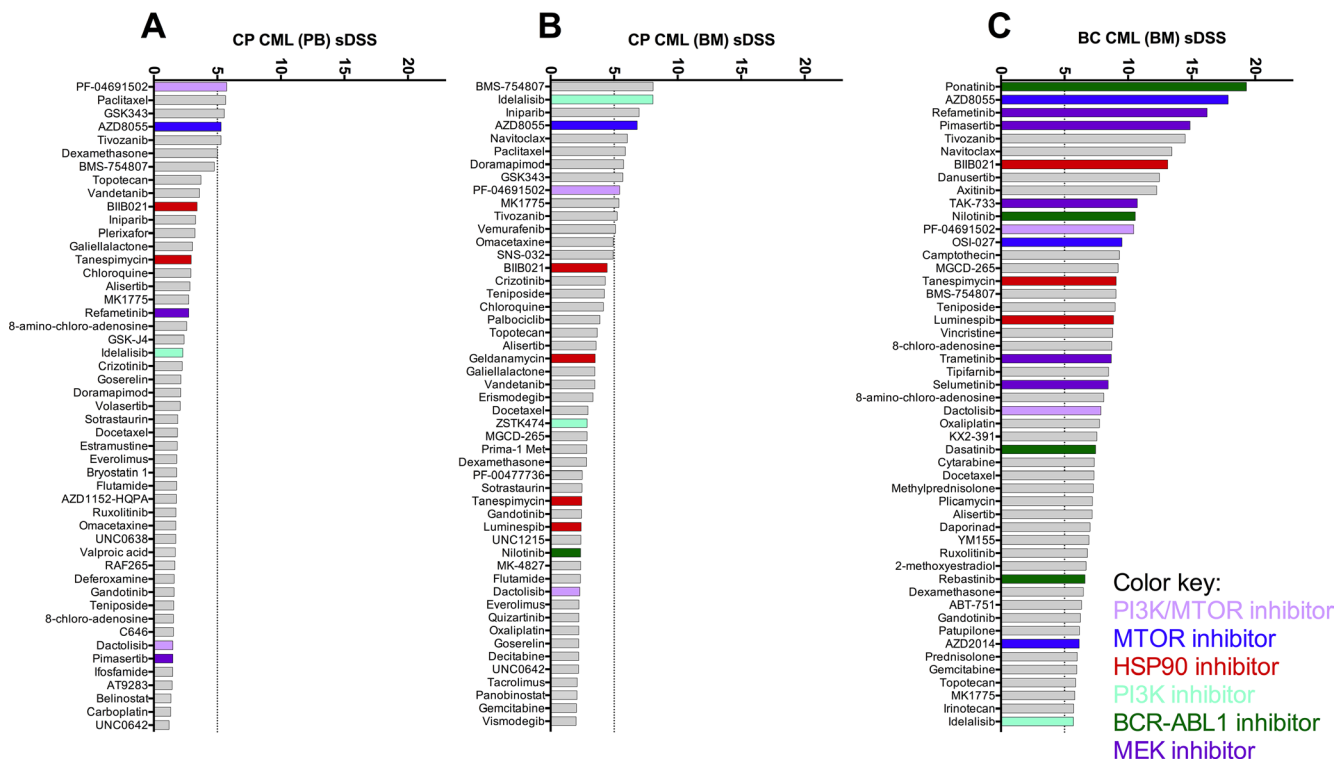 A
CP CML (PB) sDSS
0 5 10 15 20
PF-04691502
Paclitaxel
GSK343
AZD8055
Tivozanib
Dexamethasone
BMS-754807
Topotecan
Vandetanib
BIIB021
Iniparib
Plerixafor
Galiellalactone
Tanespimycin
Chloroquine
Alisertib
MK1775
Refametinib
8-amino-chloro-adenosine
GSK-J4
Idelalisib
Crizotinib
Goserelin
Doramapimod
Volasertib
Sotrastaurin
Docetaxel
Estramustine
Everolimus
Bryostatin 1
Flutamide
AZD1152-HQPA
Ruxolitinib
Omacetaxine
UNC0638
Valproic acid
RAF265
Deferoxamine
Gandotinib
Teniposide
8-chloro-adenosine
C646
Dactolisib
Pimasertib
Ifosfamide
AT9283
Belinostat
Carboplatin
UNC0642
B
CP CML (BM) sDSS
0 5 10 15 20
BMS-754807
Idelalisib
Iniparib
AZD8055
Navitoclax
Paclitaxel
Doramapimod
GSK343
PF-04691502
MK1775
Tivozanib
Vemurafenib
Omacetaxine
SNS-032
BIIB021
Crizotinib
Teniposide
Chloroquine
Palbociclib
Topotecan
Alisertib
Geldanamycin
Galiellalactone
Vandetanib
Erismodegib
Docetaxel
ZSTK474
MGCD-265
Prima-1 Met
Dexamethasone
PF-00477736
Sotrastaurin
Tanespimycin
Gandotinib
Luminespib
UNC1215
Nilotinib
MK-4827
Flutamide
Dactolisib
Everolimus
Quizartinib
Oxaliplatin
Goserelin
Decitabine
UNC0642
Tacrolimus
Panobinostat
Gemcitabine
Vismodegib
C
BC CML (BM) sDSS
0 5 10 15 20
Ponatinib
AZD8055
Refametinib
Pimasertib
Tivozanib
Navitoclax
BIIB021
Danusertib
Axitinib
TAK-733
Nilotinib
PF-04691502
OSI-027
Camptothecin
MGCD-265
Tanespimycin
BMS-754807
Teniposide
Luminespib
Vincristine
8-chloro-adenosine
Trametinib
Tipifarnib
Selumetinib
8-amino-chloro-adenosine
Dactolisib
Oxaliplatin
KX2-391
Dasatinib
Cytarabine
Docetaxel
Methylprednisolone
Plicamycin
Alisertib
Daporinad
YM155
Ruxolitinib
2-methoxyestradiol
Rebastinib
Dexamethasone
ABT-751
Gandotinib
Patupilone
AZD2014
Prednisolone
Gemcitabine
Topotecan
MK1775
Irinotecan
Idelalisib
Color key:
PI3K/MTOR inhibitor
MTOR inhibitor
HSP90 inhibitor
PI3K inhibitor
BCR-ABL1 inhibitor
MEK inhibitor